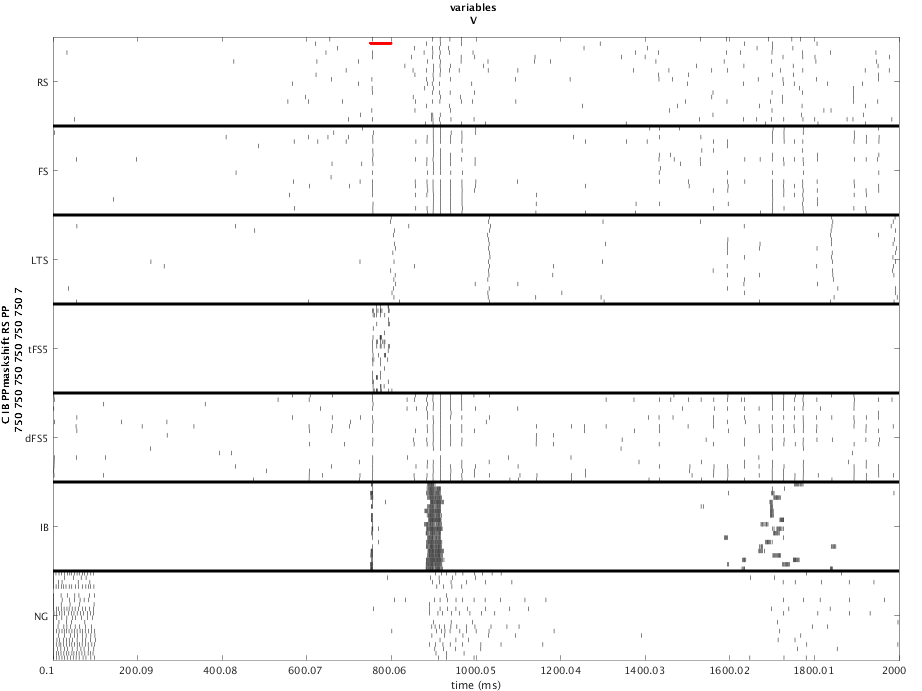 variables
V
RS
FS
LTS
tFS5
dFS5
IB
NG
C IB PPmaskshift RS PP
750 750 750 750 750 750 7
0.1 200.09 400.08 600.07 800.06 1000.05 1200.04 1400.03 1600.02 1800.01 2000
time (ms)